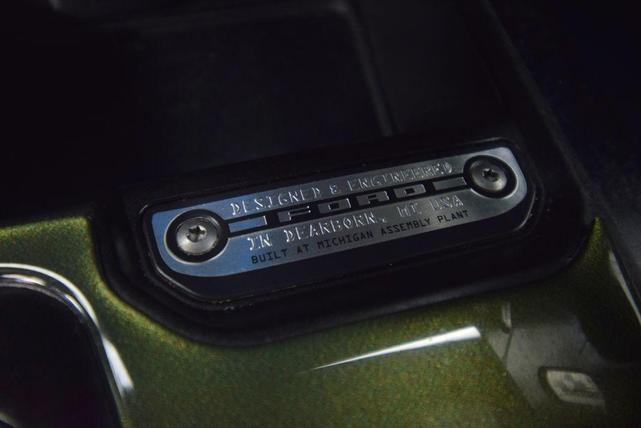 DESIGNED & ENGINEERED
FORD
IN DEARBORN, MI USA
BUILT AT MICHIGAN ASSEMBLY PLANT